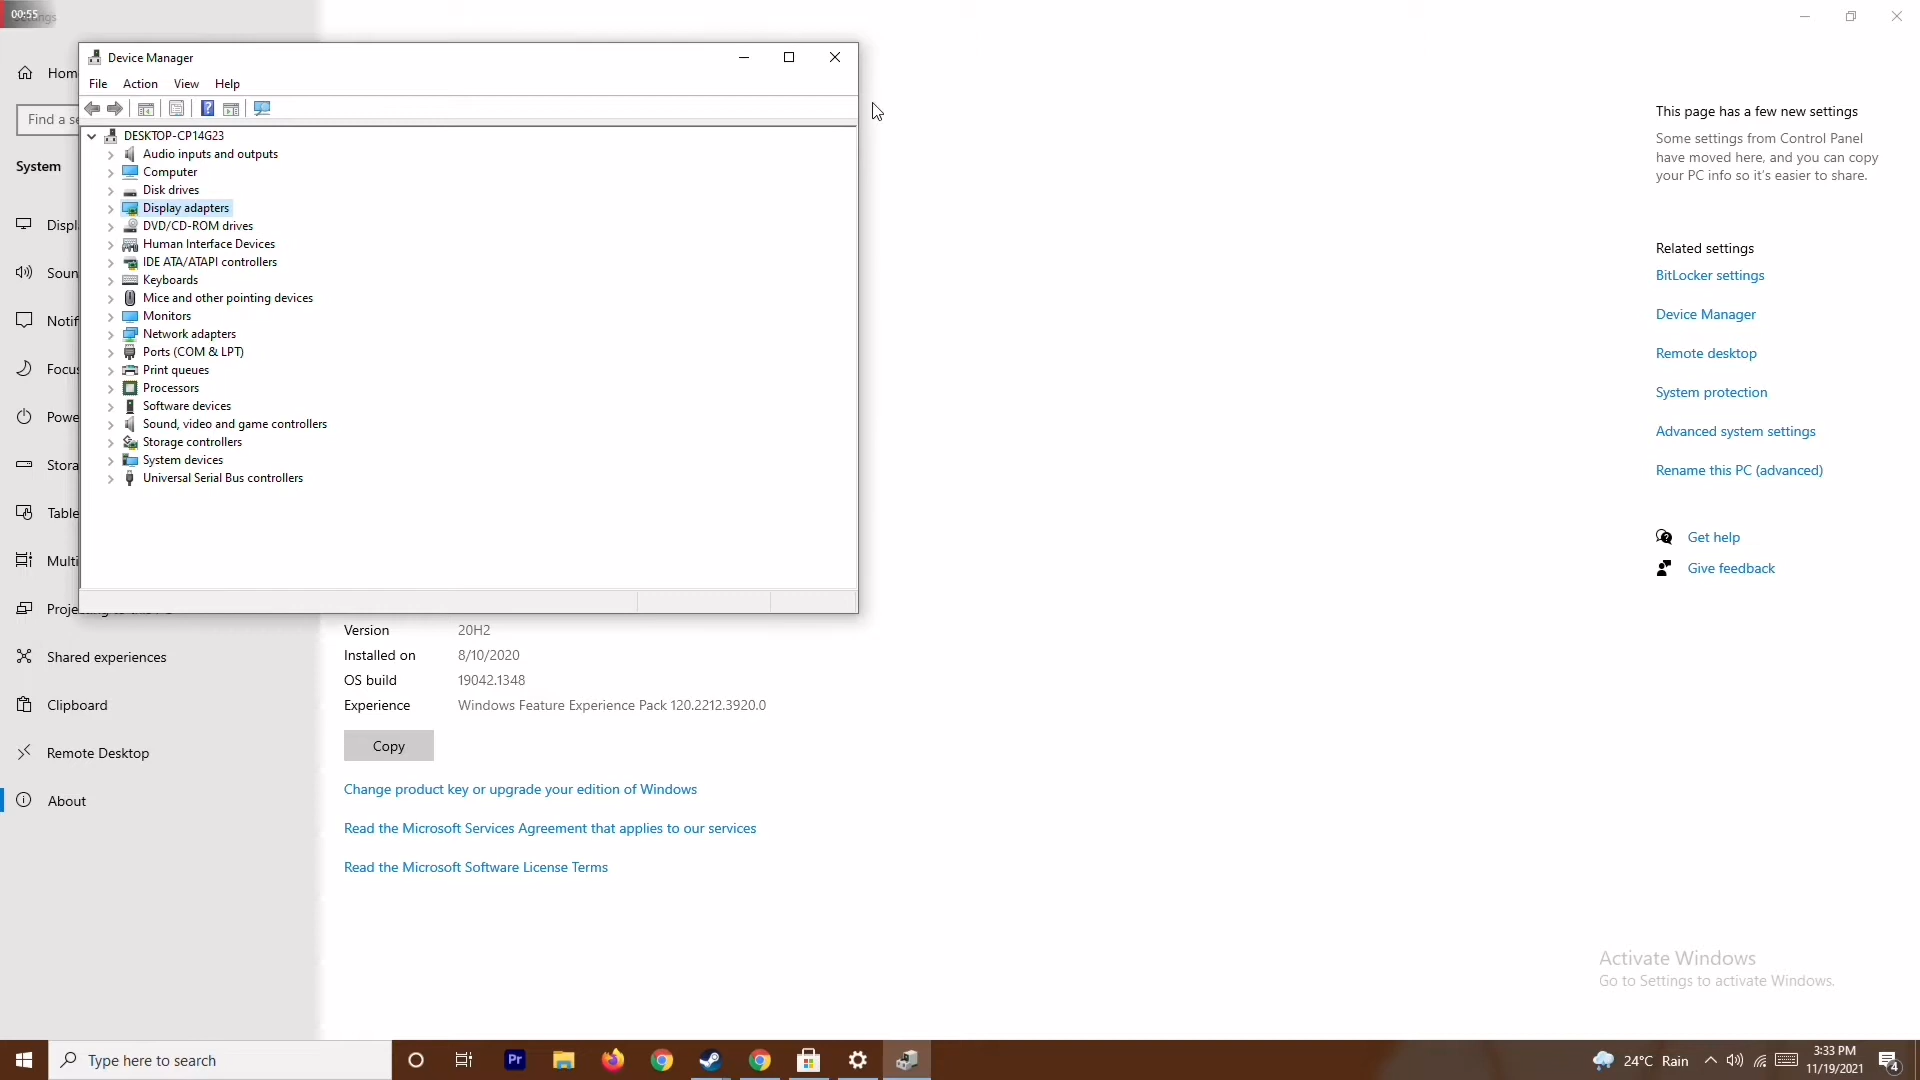 00:55
Settings
Device Manager
File Action View Help
DESKTOP-CP14G23
Audio inputs and outputs
Computer
Disk drives
Display adapters
DVD/CD-ROM drives
Human Interface Devices
IDE ATA/ATAPI controllers
Keyboards
Mice and other pointing devices
Monitors
Network adapters
Ports (COM & LPT)
Print queues
Processors
Software devices
Sound, video and game controllers
Storage controllers
System devices
Universal Serial Bus controllers
Hom
Find a se
System
Displ
Soun
Notif
Focus
Powe
Stora
Table
Multi
Shared experiences
Clipboard
Remote Desktop
About
Version 20H2
Installed on 8/10/2020
OS build 19042.1348
Experience Windows Feature Experience Pack 120.2212.3920.0
Copy
Change product key or upgrade your edition of Windows
Read the Microsoft Services Agreement that applies to our services
Read the Microsoft Software License Terms
This page has a few new settings
Some settings from Control Panel
have moved here, and you can copy
your PC info so it's easier to share.
Related settings
BitLocker settings
Device Manager
Remote desktop
System protection
Advanced system settings
Rename this PC (advanced)
Get help
Give feedback
Activate Windows
Go to Settings to activate Windows.
Type here to search
Pr
24°C Rain
3:33 PM
11/19/2021
4